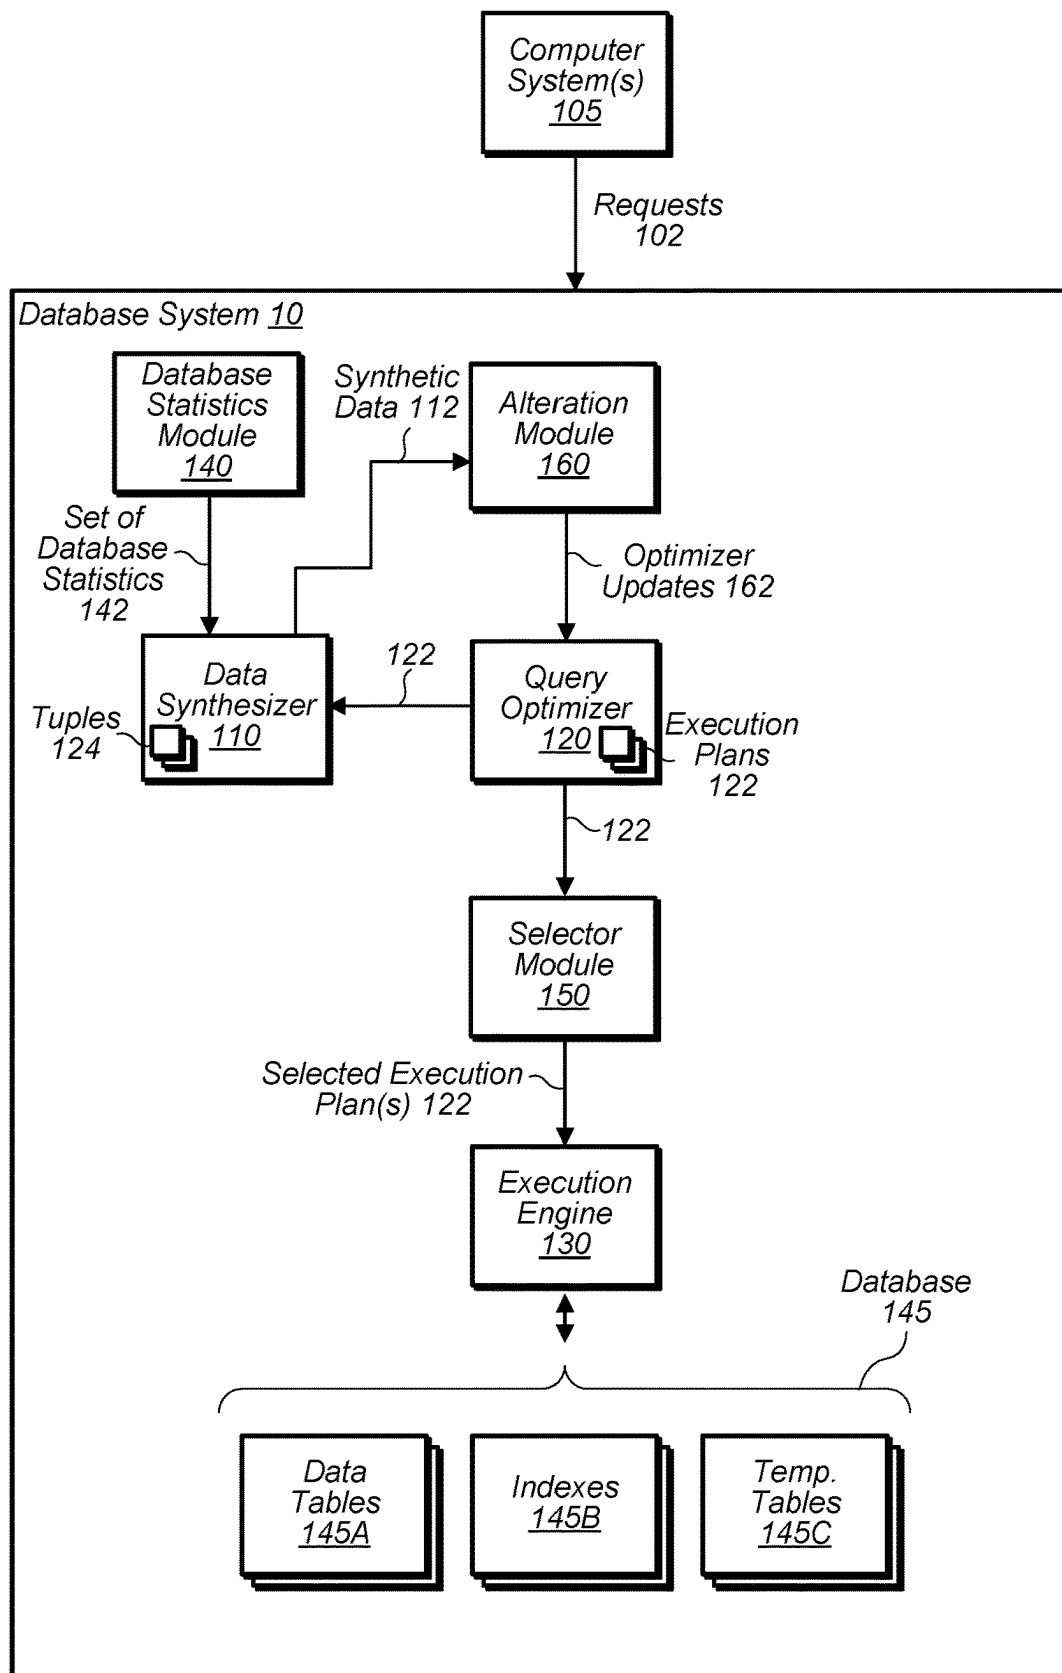 Computer
System(s)
105
Requests
102
Database System 10
Database
Statistics
Module
140
Synthetic
Data 112
Alteration
Module
160
Set of
Database
Statistics
142
Optimizer
Updates 162
Data
Synthesizer
110
Tuples
124
122
Query
Optimizer
120
Execution
Plans
122
122
Selector
Module
150
Selected Execution
Plan(s) 122
Execution
Engine
130
Database
145
Data
Tables
145A
Indexes
145B
Temp.
Tables
145C